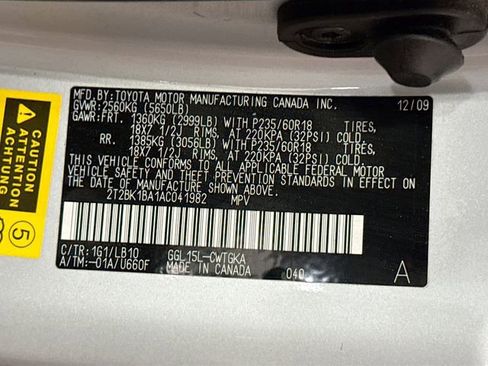 MFD.BY:TOYOTA MOTOR MANUFACTURING CANADA INC. 12/09
GVWR:2560KG (5650LB)
GAWR:FRT. 1360KG (2999LB)WITH P235/60R18 TIRES,
18X7 1/2J RIMS, AT 220KPA(32PSI) COLD.
RR. 1385KG (3056LB)WITH P235/60R18 TIRES,
18X7 1/2J RIMS, AT 220KPA(32PSI) COLD.
THIS VEHICLE CONFORMS TO ALL APPLICABLE FEDERAL MOTOR
VEHICLE SAFETY AND THEFT PREVENTION STANDARDS IN
EFFECT ON THE DATE OF MANUFACTURE SHOWN ABOVE.
2T2BK1BA1AC041982 MPV
C/TR:1G1/LB10 GGL15L-CWTGKA
A/TM:-01A/U660F MADE IN CANADA 040 A
ATTENTION
ACHTUNG
5